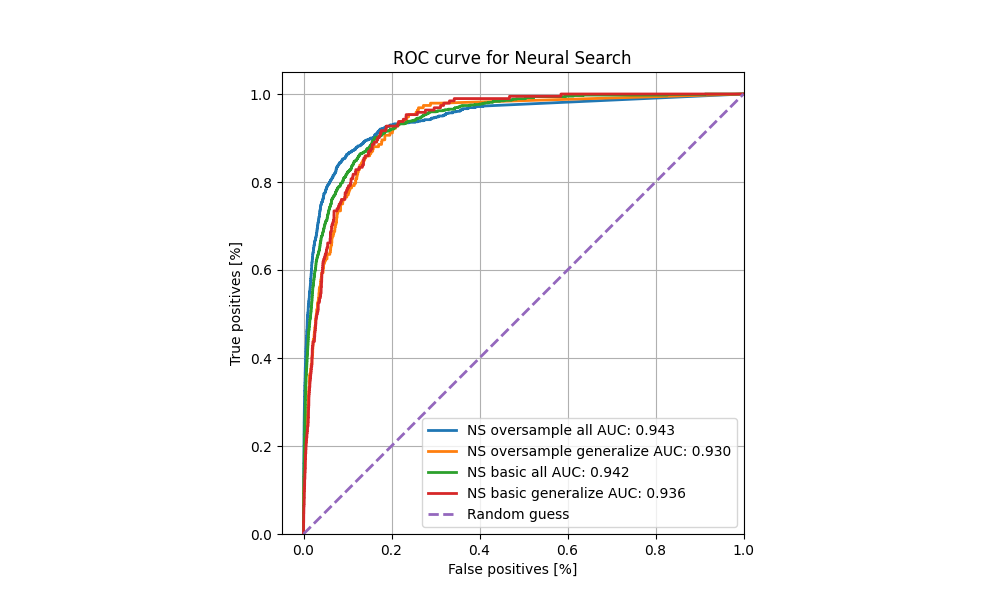 ROC curve for Neural Search
True positives [%]
1.0
0.8
0.6
0.4
0.2
0.0
NS oversample all AUC: 0.943
NS oversample generalize AUC: 0.930
NS basic all AUC: 0.942
NS basic generalize AUC: 0.936
Random guess
0.0 0.2 0.4 0.6 0.8 1.0
False positives [%]